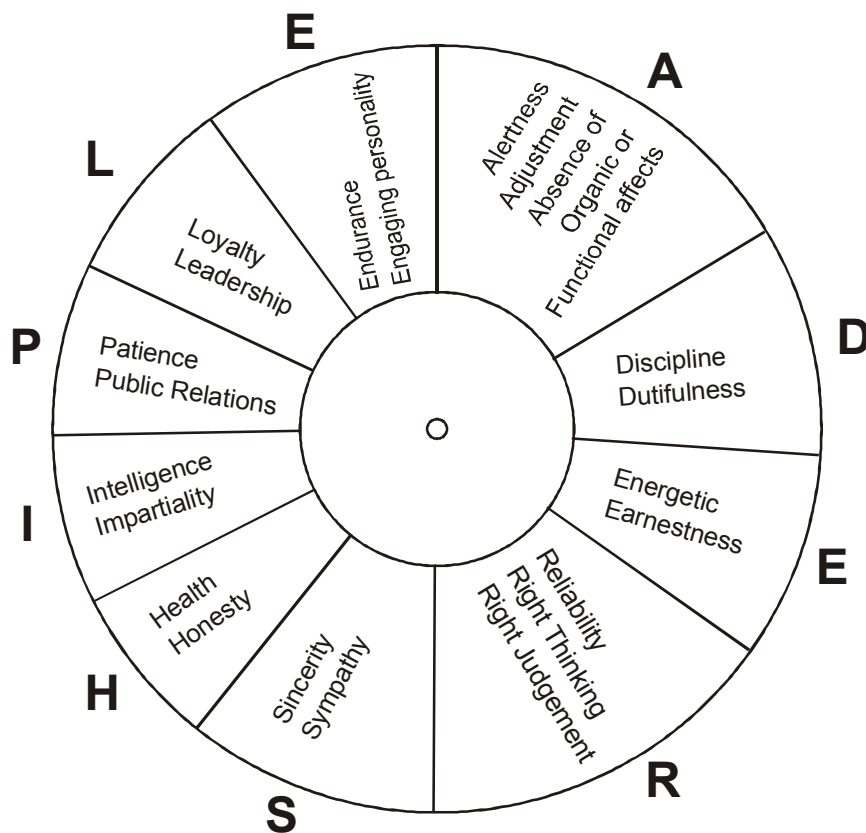 E
Endurance
Engaging personality
A
Alertness
Adjustment
Absence of
Organic or
Functional affects
L
Loyalty
Leadership
D
Discipline
Dutifulness
P
Patience
Public Relations
E
Energetic
Earnestness
I
Intelligence
Impartiality
R
Reliability
Right Thinking
Right Judgement
H
Health
Honesty
S
Sincerity
Sympathy